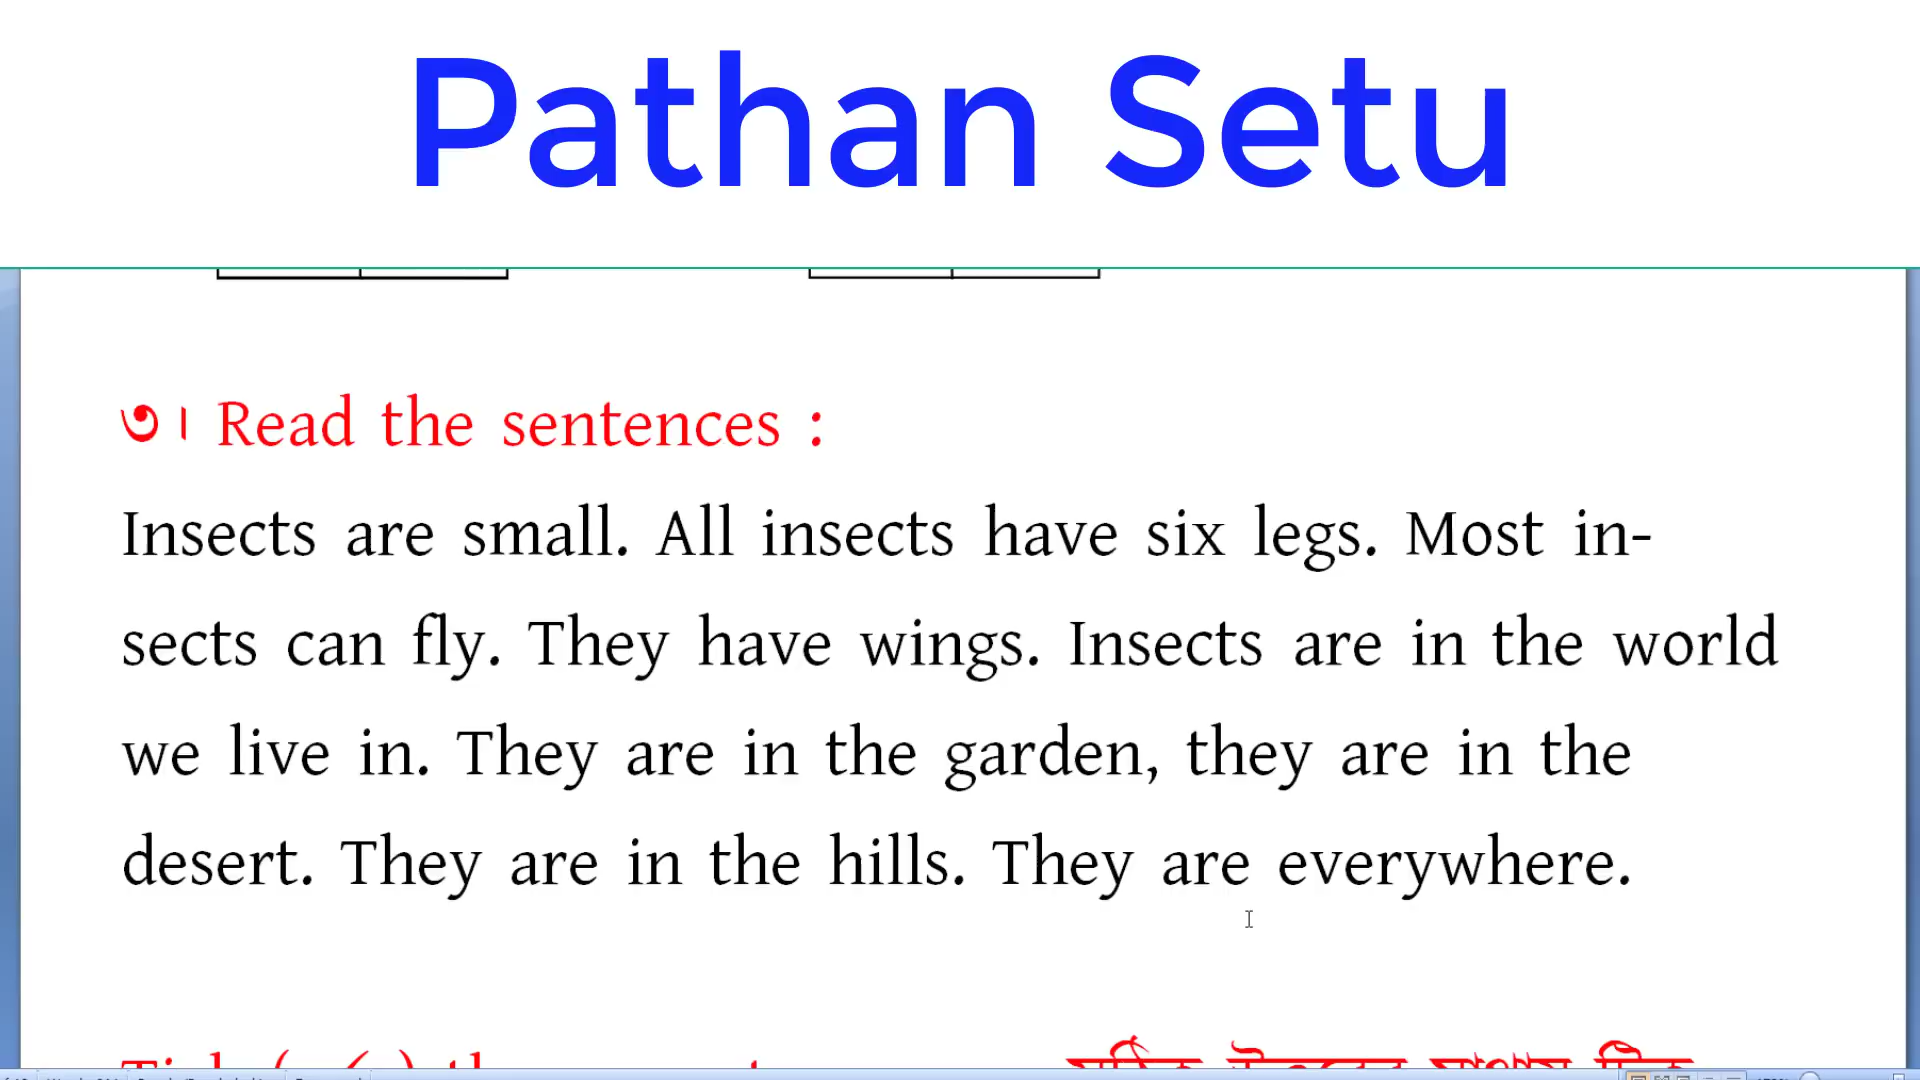 Pathan Setu
৩। Read the sentences :
Insects are small. All insects have six legs. Most in-
sects can fly. They have wings. Insects are in the world
we live in. They are in the garden, they are in the
desert. They are in the hills. They are everywhere.